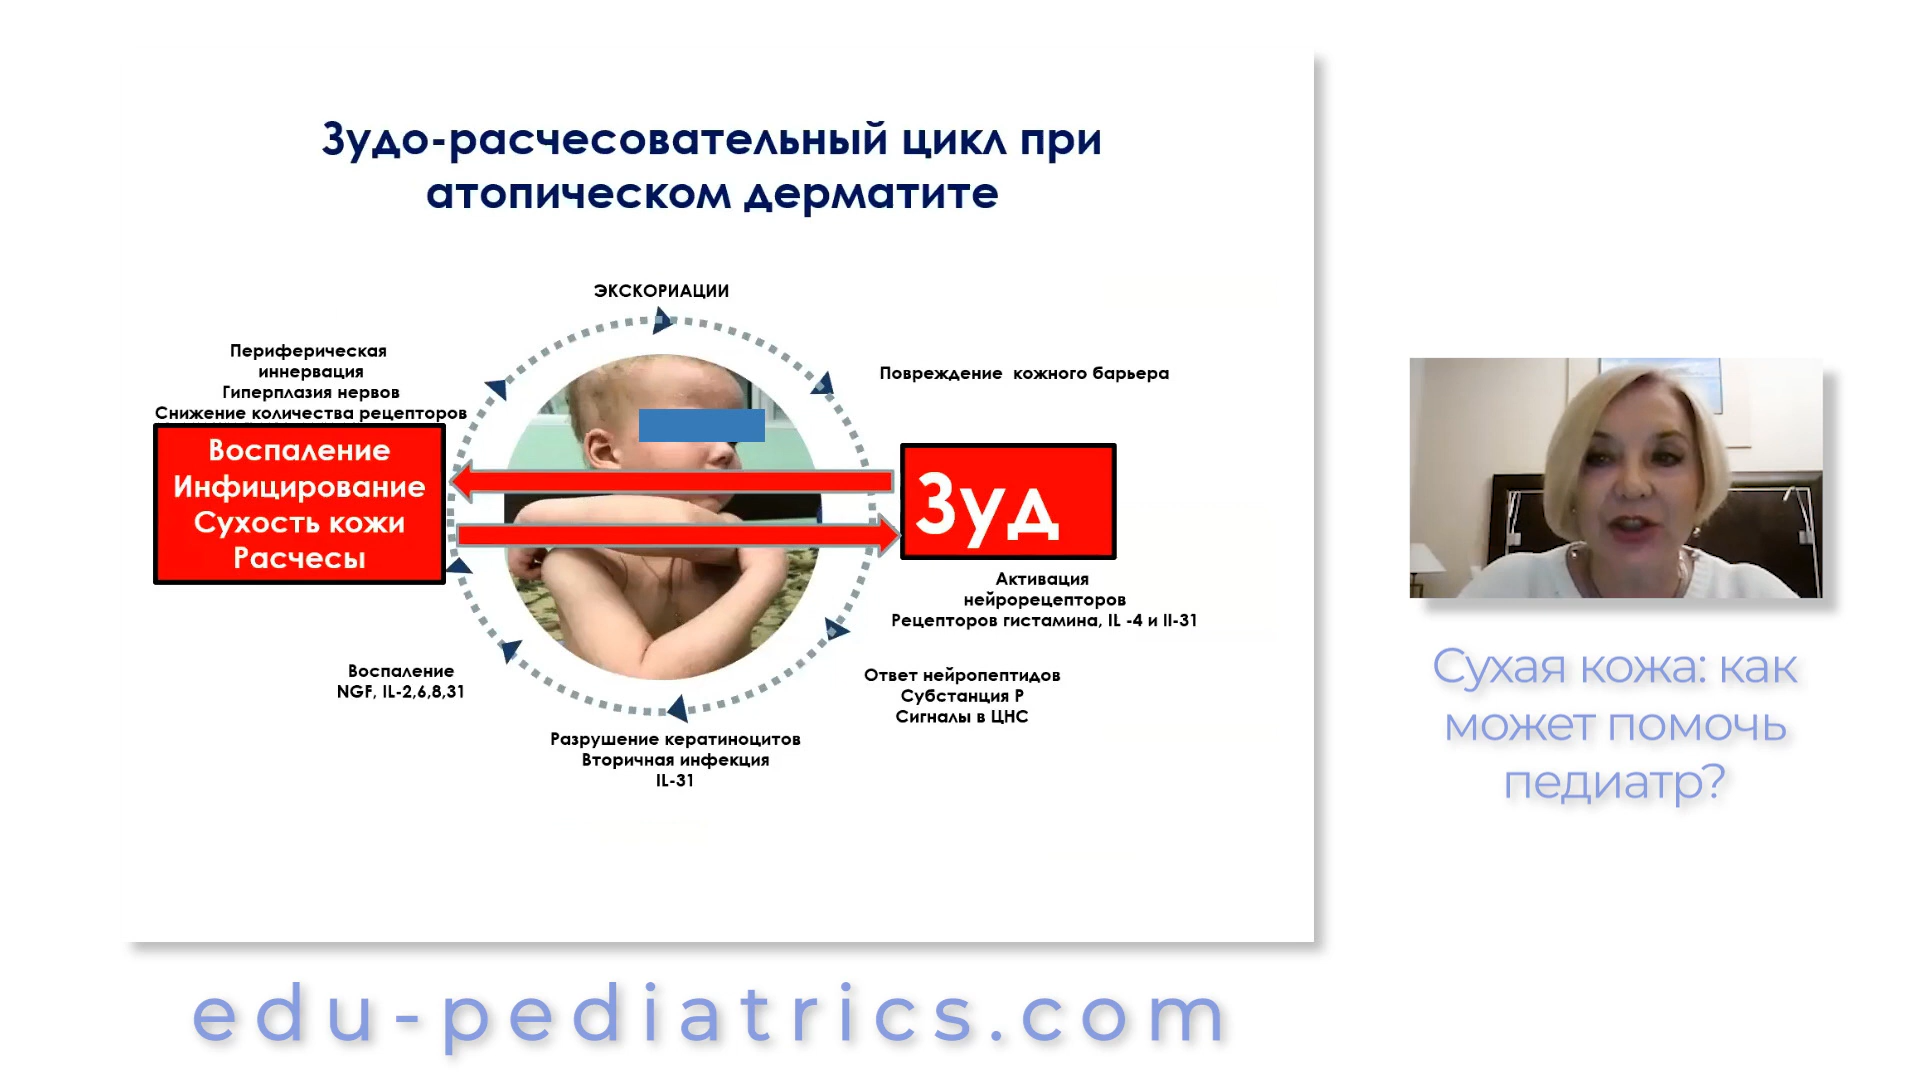 Зудо-расчесовательный цикл при
атопическом дерматите
ЭКСКОРИАЦИИ
Периферическая
иннервация
Гиперплазия нервов
Снижение количества рецепторов
Повреждение кожного барьера
Воспаление
Инфицирование
Сухость кожи
Расчесы
Зуд
Активация
нейрорецепторов
Рецепторов гистамина, IL -4 и II-31
Ответ нейропептидов
Субстанция Р
Сигналы в ЦНС
Воспаление
NGF, IL-2,6,8,31
Разрушение кератиноцитов
Вторичная инфекция
IL-31
Сухая кожа: как
может помочь
педиатр?
edu-pediatrics.com